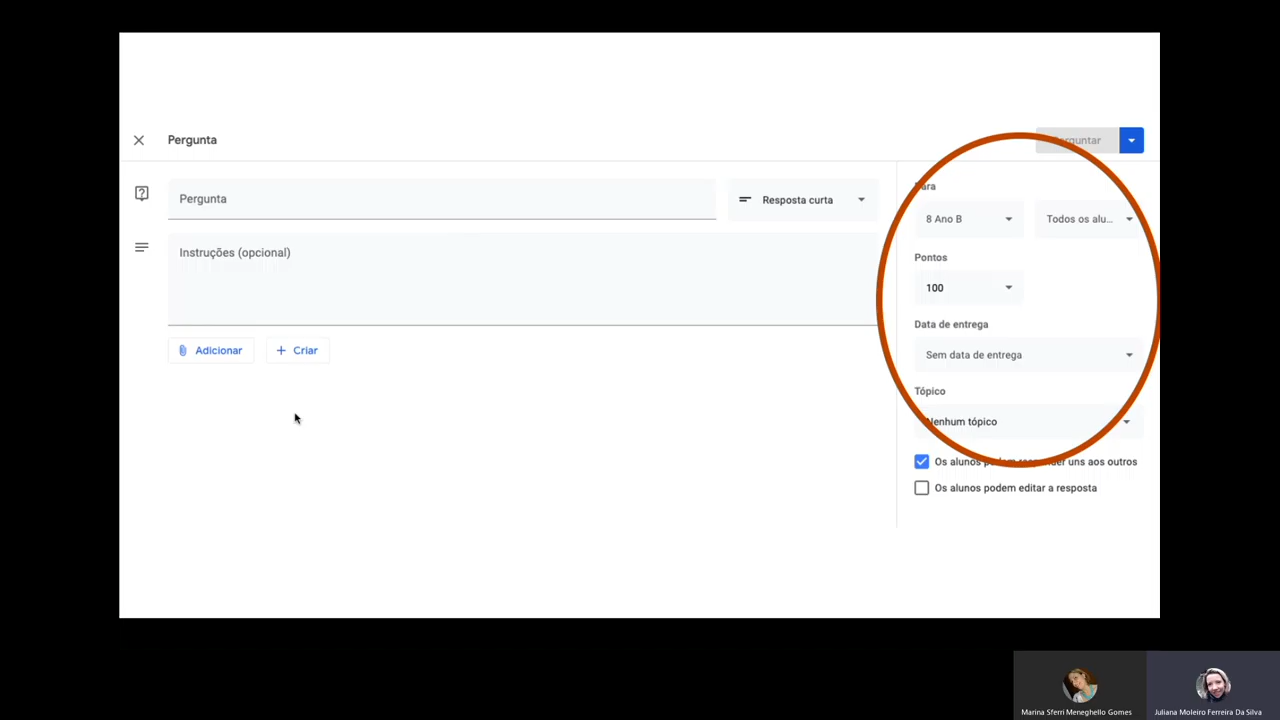 Pergunta
Pergunta
Resposta curta
Instruções (opcional)
Adicionar
Criar
8 Ano B
Todos os alu...
Pontos
100
Data de entrega
Sem data de entrega
Tópico
Nenhum tópico
Os alunos podem responder uns aos outros
Os alunos podem editar a resposta
Marina Sferri Meneghello Gomes
Juliana Moleiro Ferreira Da Silva